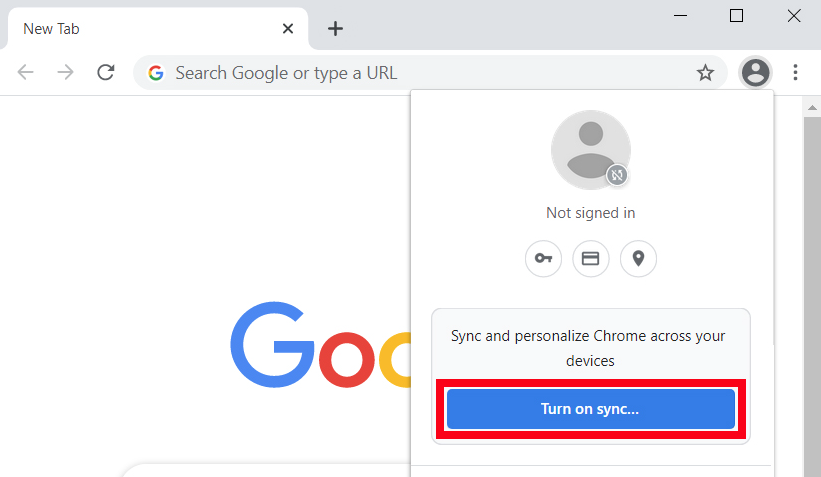 New Tab
Search Google or type a URL
Not signed in
Goo
Sync and personalize Chrome across your
devices
Turn on sync...